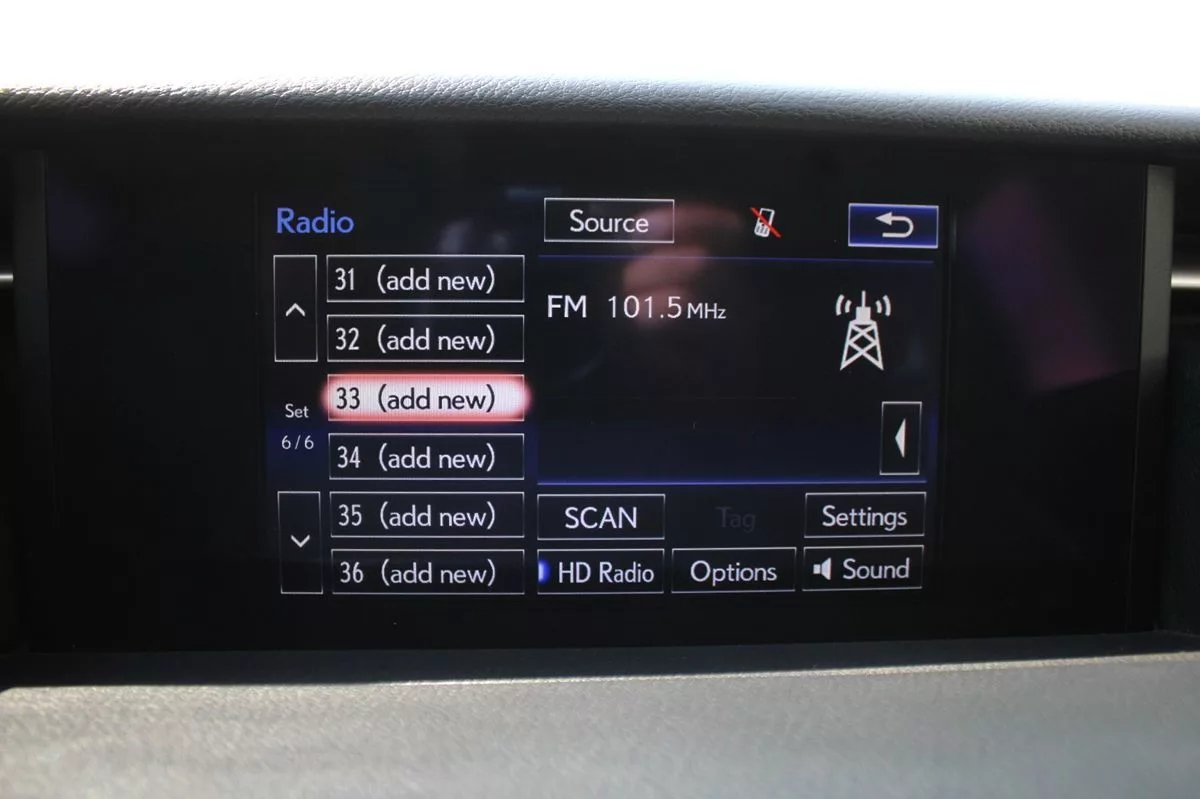 Radio
Source
31 (add new)
32 (add new)
33 (add new)
34 (add new)
35 (add new)
36 (add new)
Set
6/6
FM 101.5 MHz
SCAN
Tag
Settings
HD Radio
Options
Sound